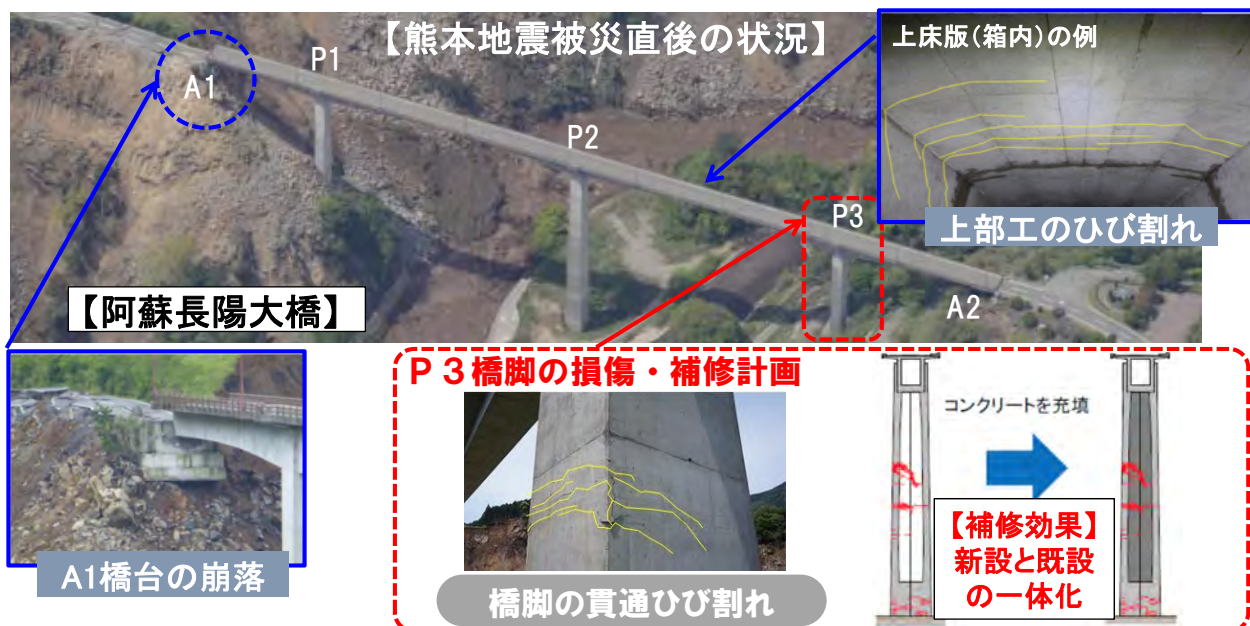 【熊本地震被災直後の状況】
上床版(箱内)の例
P1
A1
P2
P3
上部工のひび割れ
A2
【阿蘇長陽大橋】
A1橋台の崩落
P3橋脚の損傷・補修計画
コンクリートを充填
橋脚の貫通ひび割れ
【補修効果】
新設と既設
の一体化